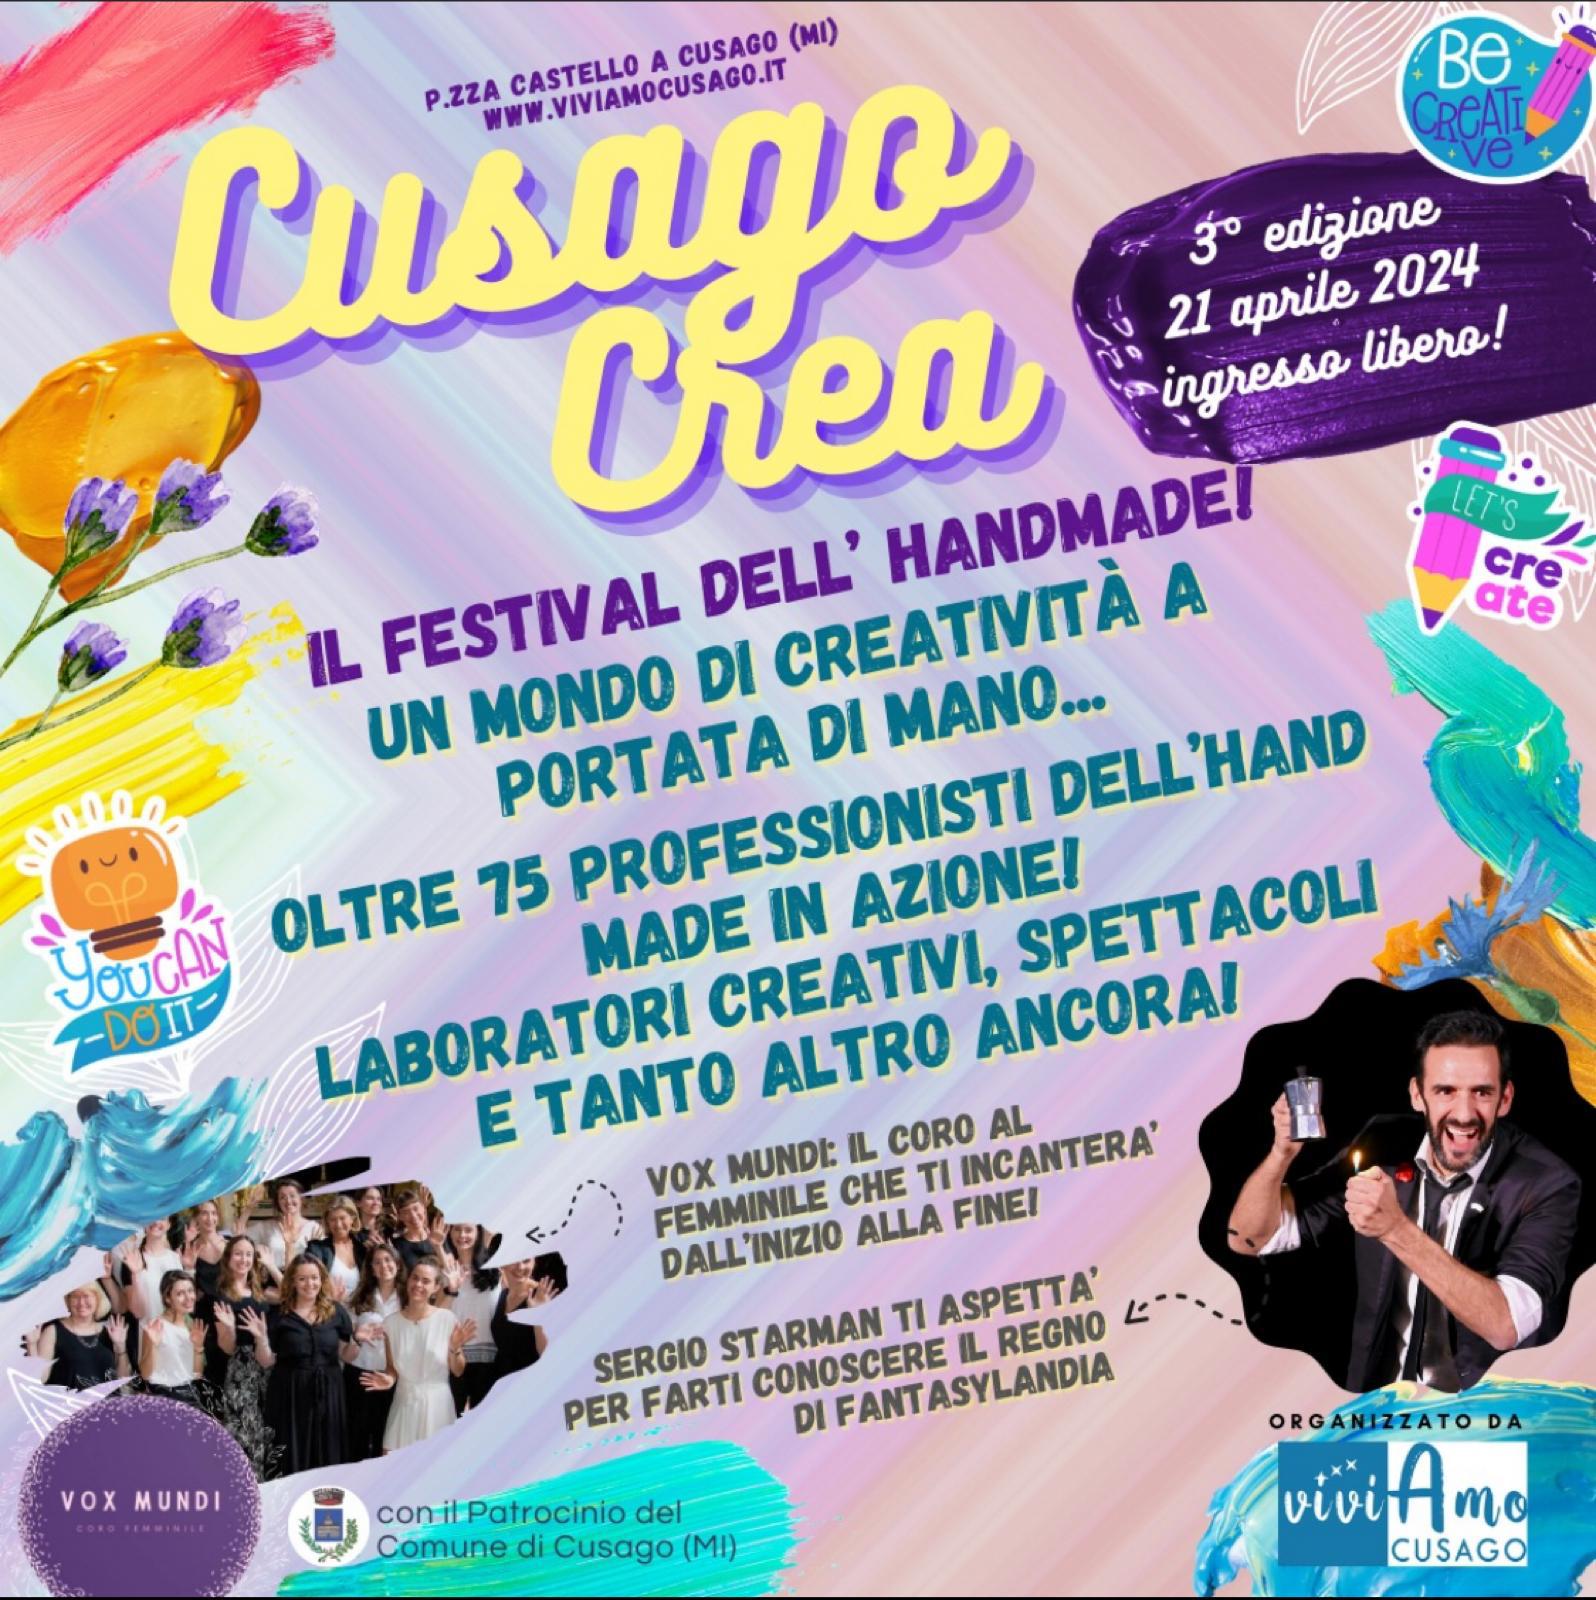 P.ZZA CASTELLO A CUSAGO (MI)
WWW.VIVIAMOCUSAGO.IT
Cusago
Crea
Be
CREATI
VE
3° edizione
21 aprile 2024
ingresso libero!
LET'S
cre
ate
IL FESTIVAL DELL' HANDMADE!
UN MONDO DI CREATIVITÀ A
PORTATA DI MANO...
OLTRE 75 PROFESSIONISTI DELL'HAND
MADE IN AZIONE!
LABORATORI CREATIVI, SPETTACOLI
E TANTO ALTRO ANCORA!
YOU CAN
DO IT
VOX MUNDI: IL CORO AL
FEMMINILE CHE TI INCANTERA'
DALL'INIZIO ALLA FINE!
SERGIO STARMAN TI ASPETTA'
PER FARTI CONOSCERE IL REGNO
DI FANTASYLANDIA
ORGANIZZATO DA
viviAmo
CUSAGO
VOX MUNDI
CORO FEMMINILE
con il Patrocinio del
Comune di Cusago (MI)